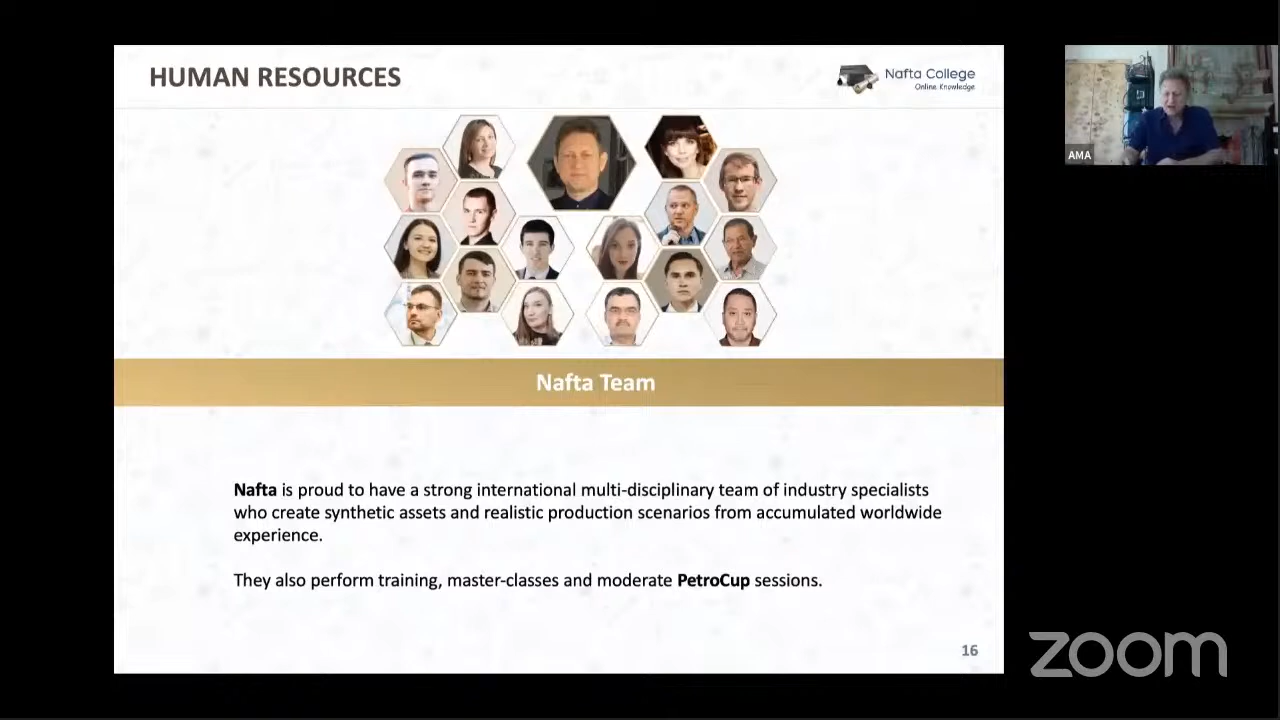 HUMAN RESOURCES
Nafta College
Online Knowledge
AMA
Nafta Team
Nafta is proud to have a strong international multi-disciplinary team of industry specialists
who create synthetic assets and realistic production scenarios from accumulated worldwide
experience.
They also perform training, master-classes and moderate PetroCup sessions.
16
zoom